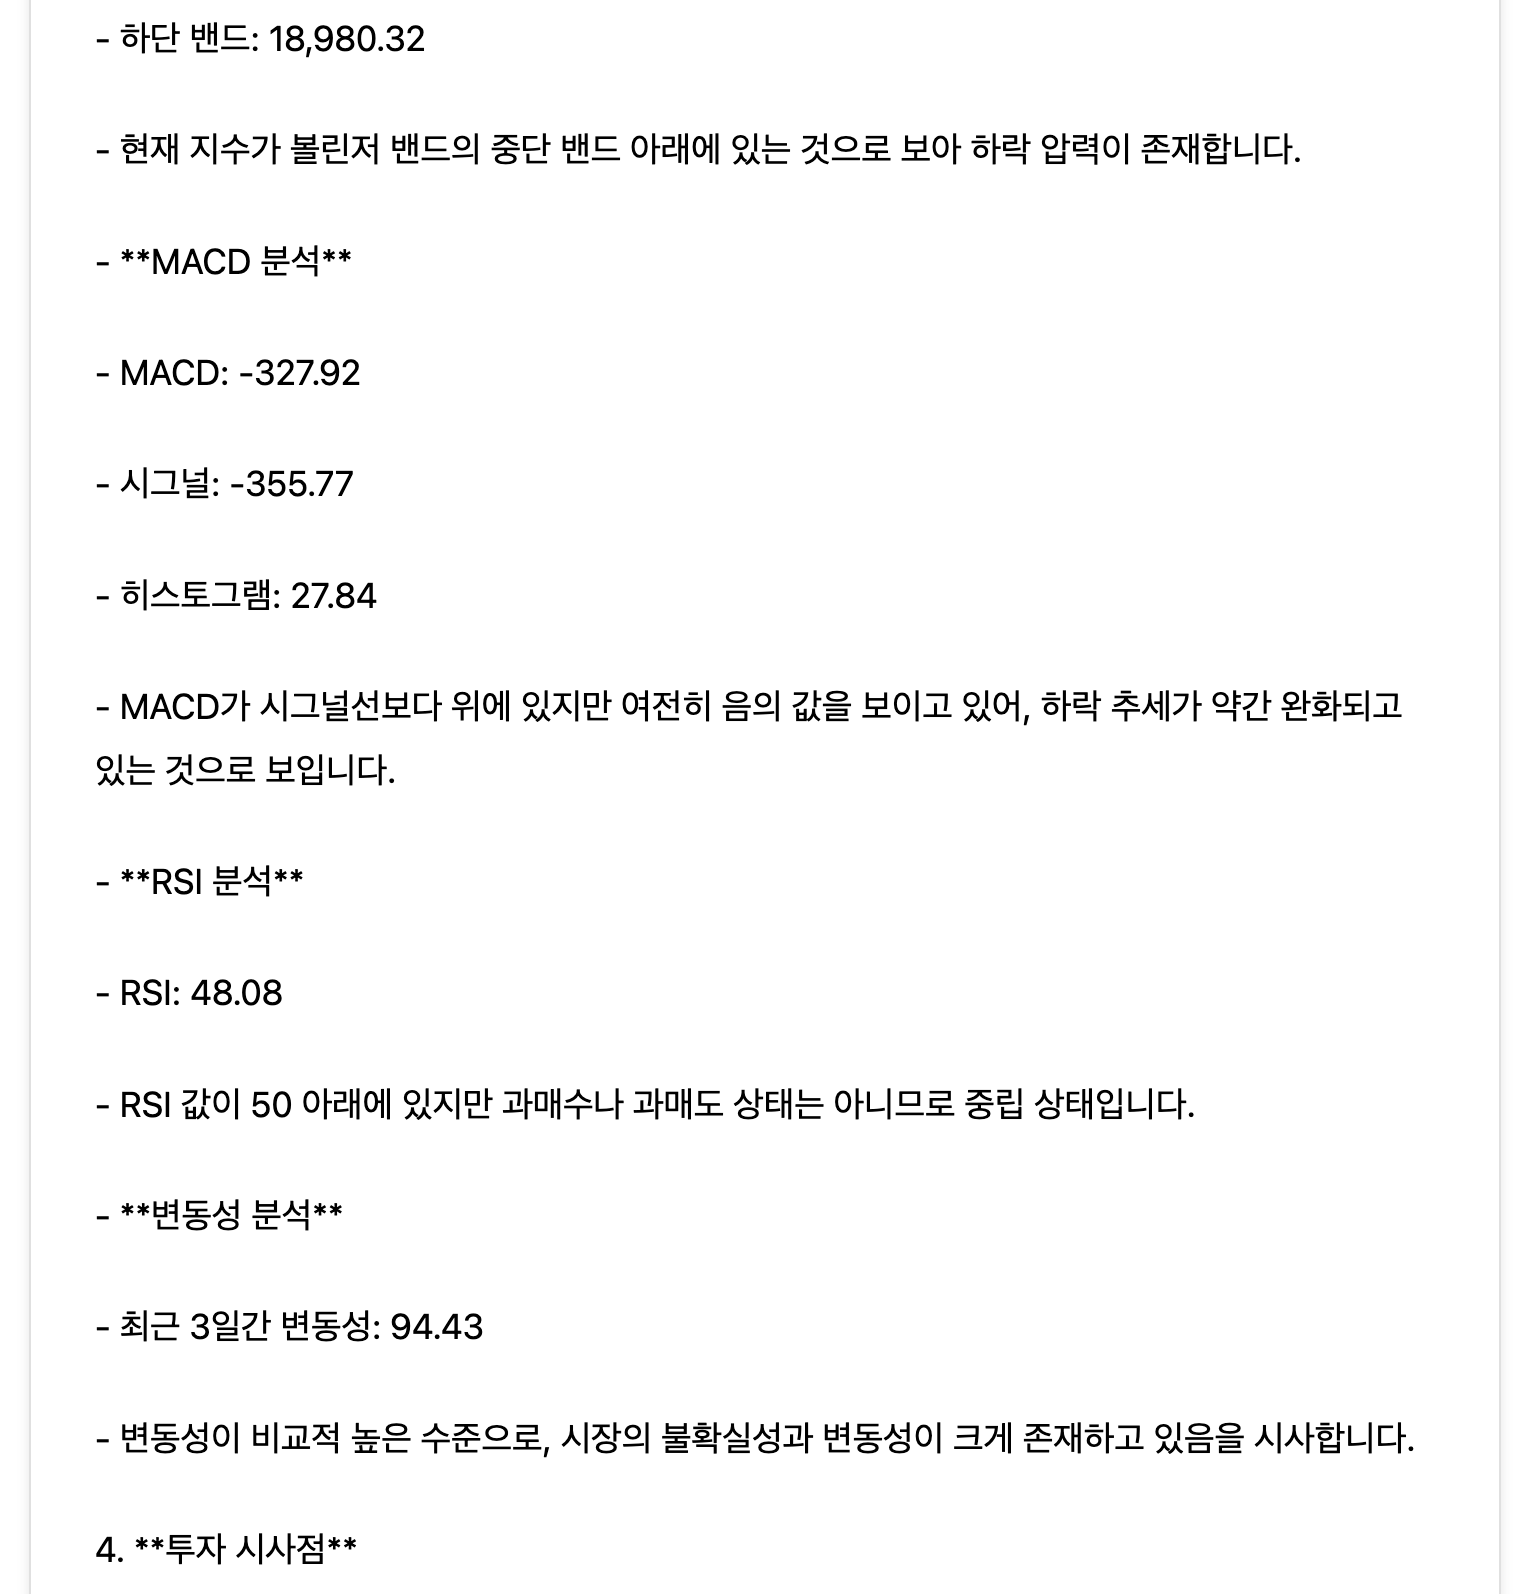 - 하단 밴드: 18,980.32
- 현재 지수가 볼린저 밴드의 중단 밴드 아래에 있는 것으로 보아 하락 압력이 존재합니다.
- **MACD 분석**
- MACD: -327.92
- 시그널: -355.77
- 히스토그램: 27.84
- MACD가 시그널선보다 위에 있지만 여전히 음의 값을 보이고 있어, 하락 추세가 약간 완화되고
있는 것으로 보입니다.
- **RSI 분석**
- RSI: 48.08
- RSI 값이 50 아래에 있지만 과매수나 과매도 상태는 아니므로 중립 상태입니다.
- **변동성 분석**
- 최근 3일간 변동성: 94.43
- 변동성이 비교적 높은 수준으로, 시장의 불확실성과 변동성이 크게 존재하고 있음을 시사합니다.
4. **투자 시사점**